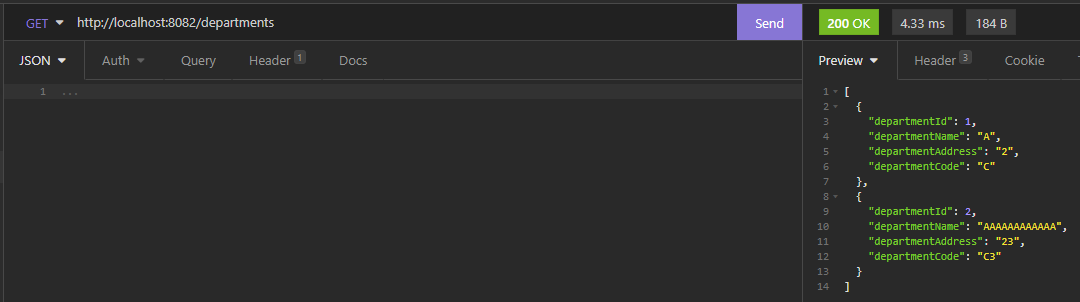 GET http://localhost:8082/departments Send 200 OK 4.33 ms 184 B
JSON Auth Query Header 1 Docs Preview Header 3 Cookie
1 ...
1 [
2 {
3 "departmentId": 1,
4 "departmentName": "A",
5 "departmentAddress": "2",
6 "departmentCode": "C"
7 },
8 {
9 "departmentId": 2,
10 "departmentName": "AAAAAAAAAAAA",
11 "departmentAddress": "23",
12 "departmentCode": "C3"
13 }
14 ]